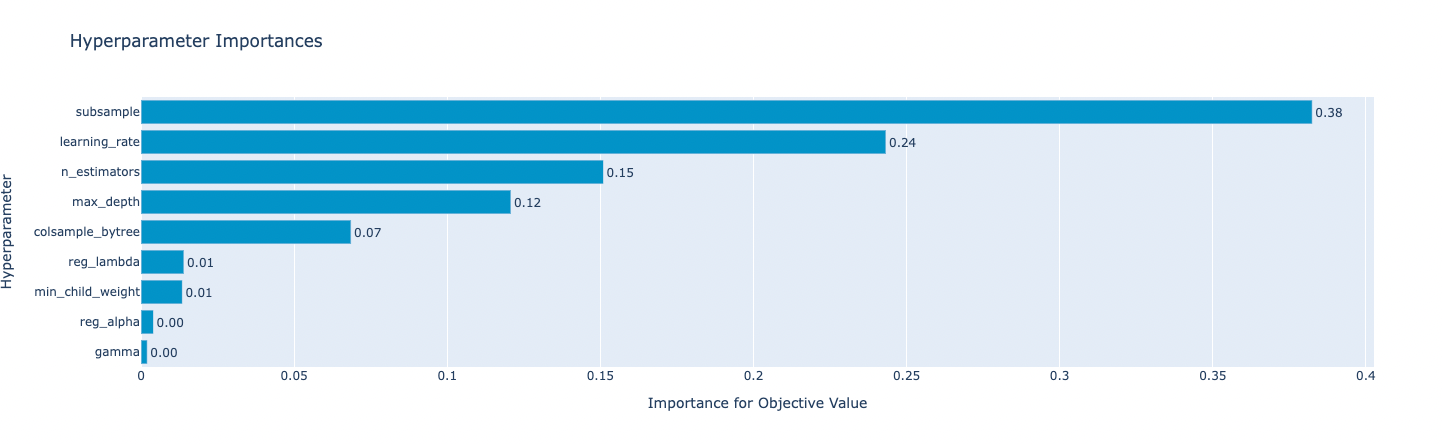 Hyperparameter Importances
Hyperparameter
subsample 0.38
learning_rate 0.24
n_estimators 0.15
max_depth 0.12
colsample_bytree 0.07
reg_lambda 0.01
min_child_weight 0.01
reg_alpha 0.00
gamma 0.00
0 0.05 0.1 0.15 0.2 0.25 0.3 0.35 0.4
Importance for Objective Value